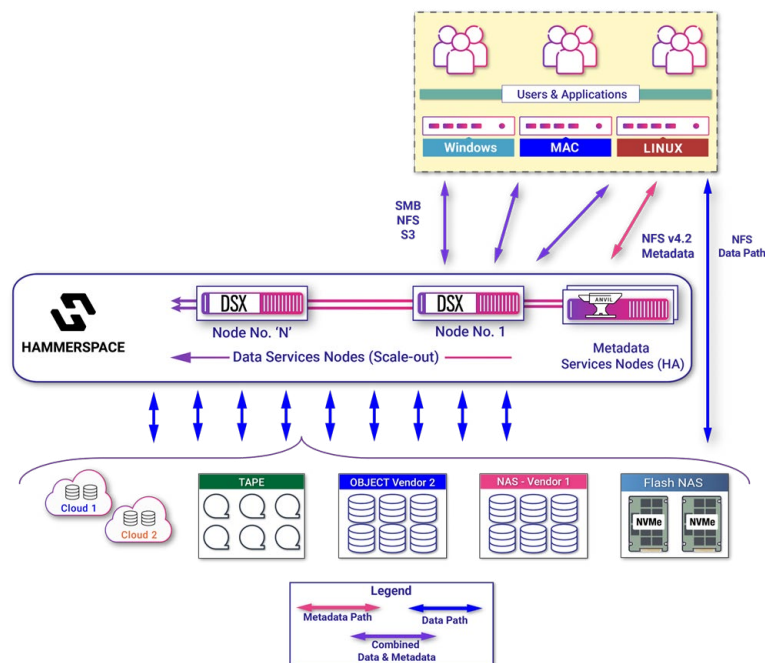 Users & Applications
Windows
MAC
LINUX
SMB
NFS
S3
NFS v4.2
Metadata
NFS
Data Path
HAMMERSPACE
DSX
Node No. 'N'
DSX
Node No. 1
ANVIL
Metadata
Services Nodes (HA)
Data Services Nodes (Scale-out)
Cloud 1
Cloud 2
TAPE
OBJECT Vendor 2
NAS - Vendor 1
Flash NAS
NVMe
NVMe
Legend
Metadata Path
Data Path
Combined
Data & Metadata